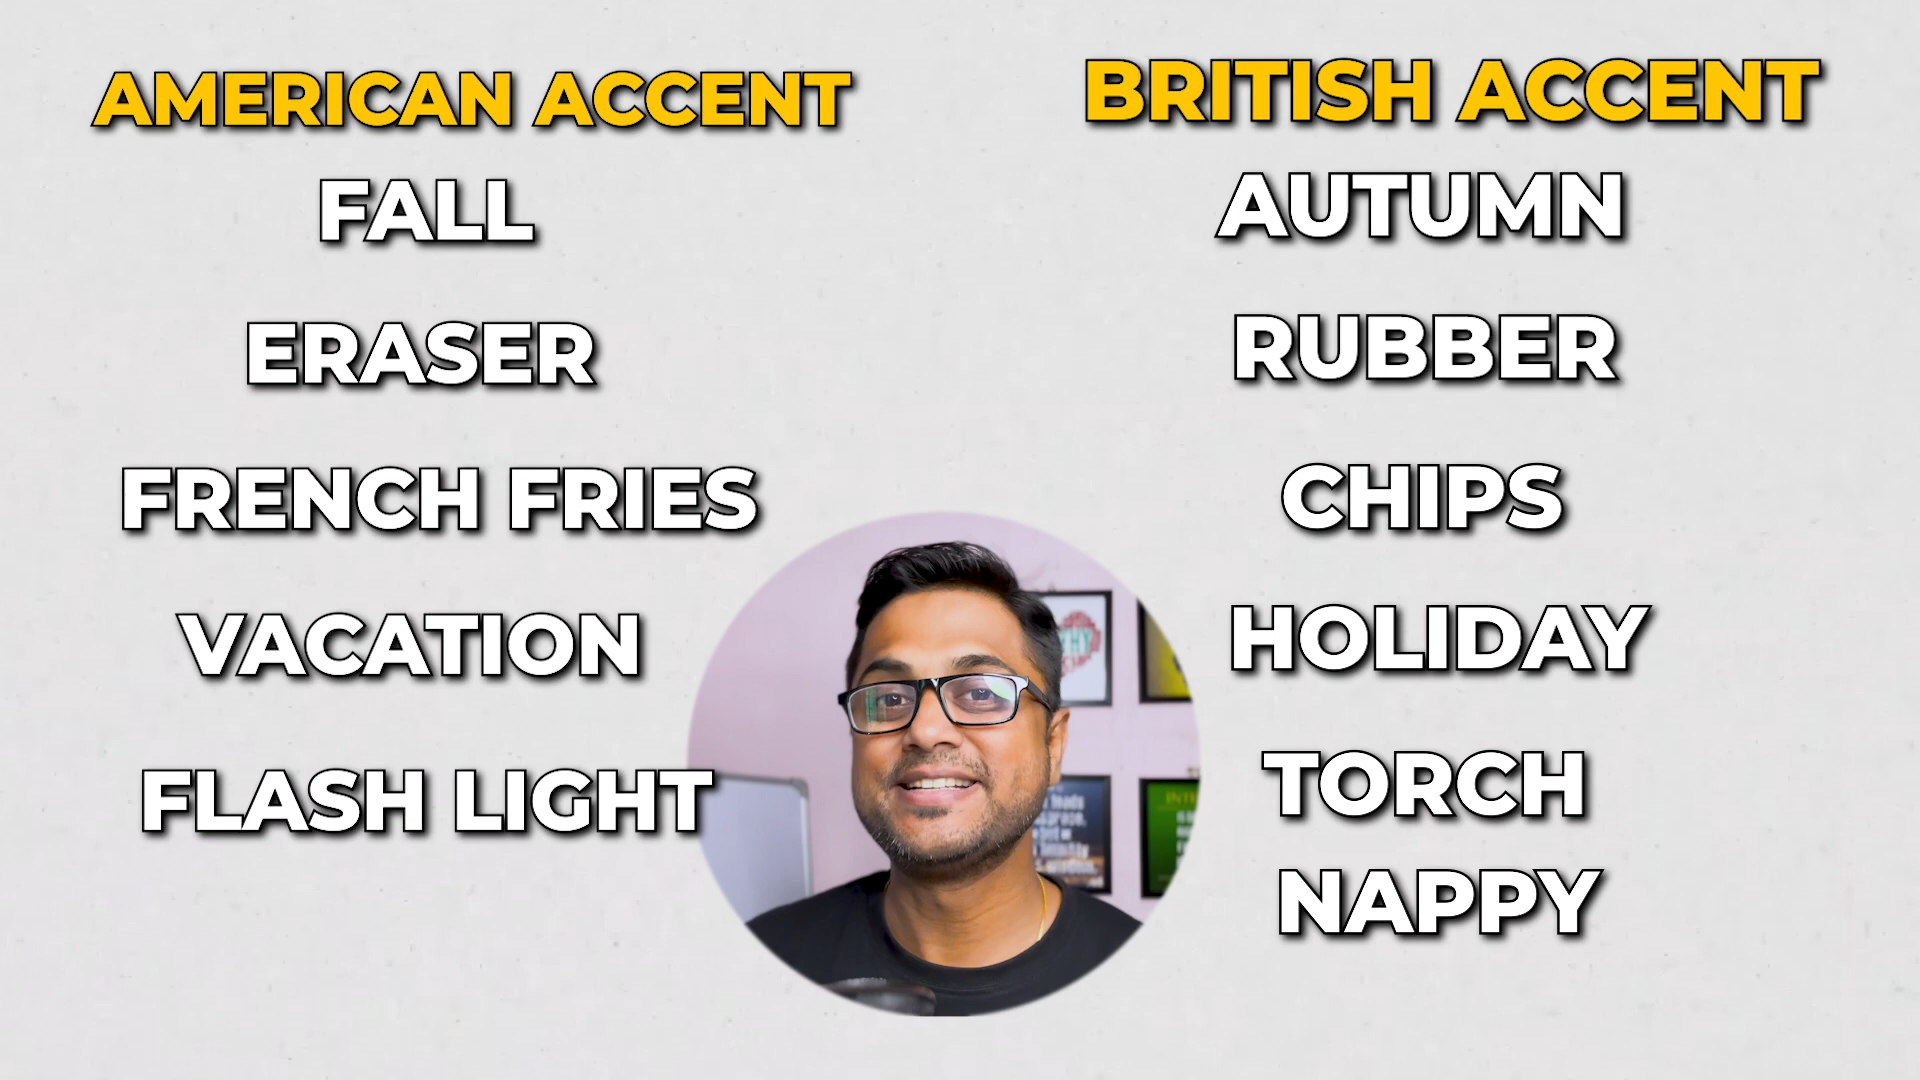 AMERICAN ACCENT
FALL
ERASER
FRENCH FRIES
VACATION
FLASH LIGHT
BRITISH ACCENT
AUTUMN
RUBBER
CHIPS
HOLIDAY
TORCH
NAPPY